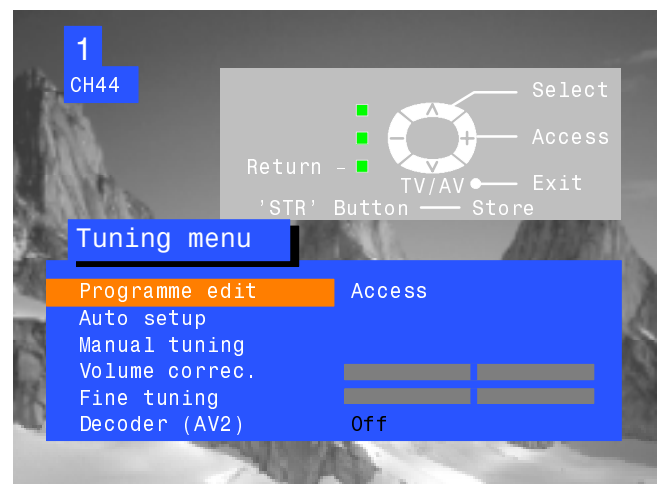 1
CH44
Select
Access
Return –
TV/AV Exit
'STR' Button Store
Tuning menu
Programme edit Access
Auto setup
Manual tuning
Volume correc.
Fine tuning
Decoder (AV2) Off